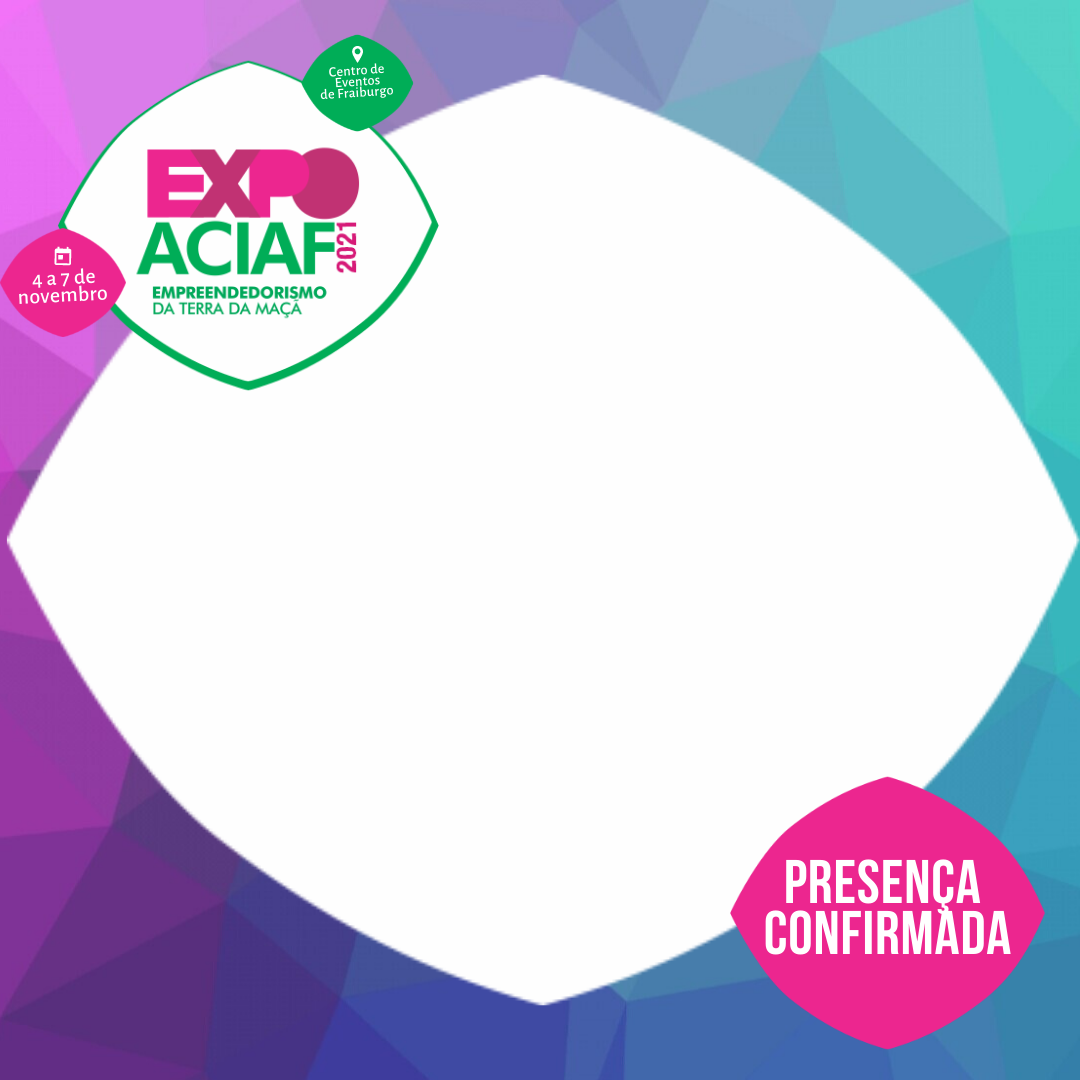 Centro de
Eventos
de Fraiburgo
EXPO
ACIAF 2021
EMPREENDEDORISMO
DA TERRA DA MAÇÃ
4 a 7 de
novembro
PRESENÇA
CONFIRMADA